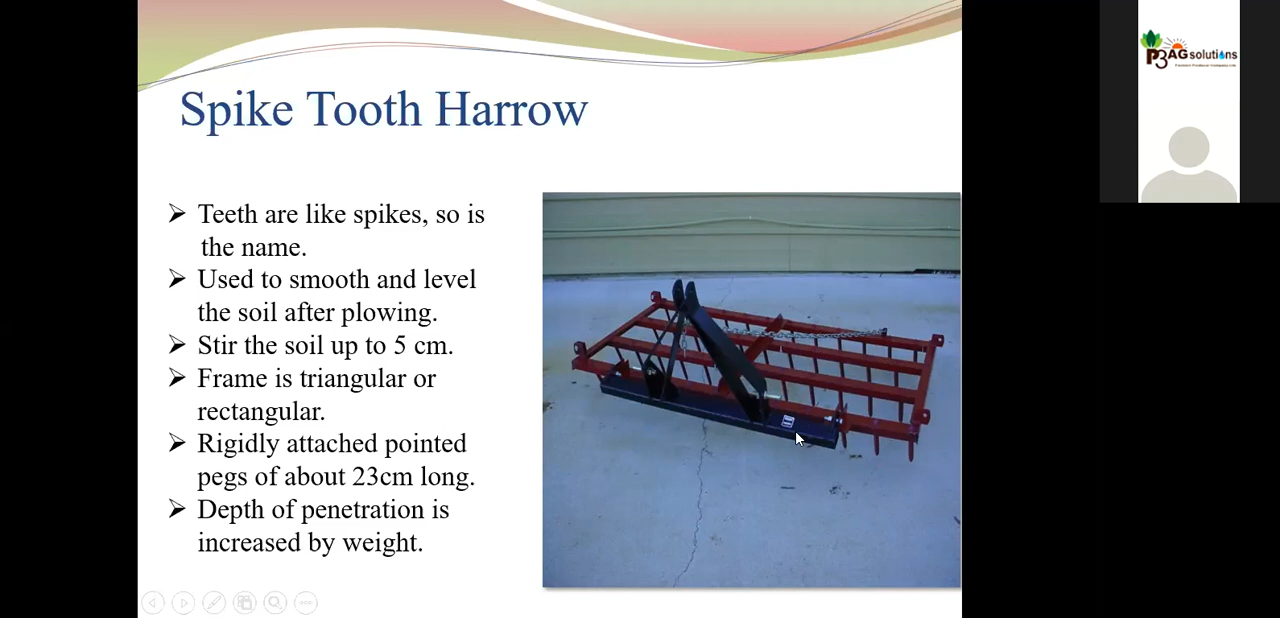 Spike Tooth Harrow
➢ Teeth are like spikes, so is
the name.
➢ Used to smooth and level
the soil after plowing.
➢ Stir the soil up to 5 cm.
➢ Frame is triangular or
rectangular.
➢ Rigidly attached pointed
pegs of about 23cm long.
➢ Depth of penetration is
increased by weight.
P3AGsolutions